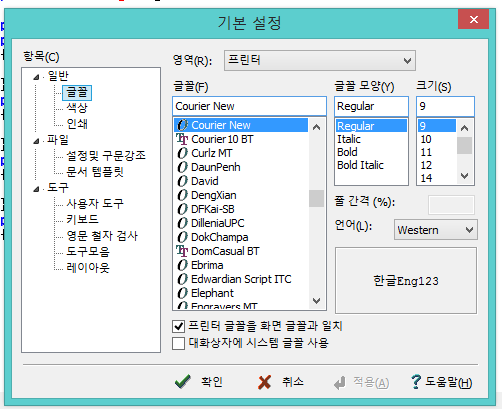 기본 설정
항목(C)
일반
글꼴
색상
인쇄
파일
설정및 구문강조
문서 템플릿
도구
사용자 도구
키보드
영문 철자 검사
도구모음
레이아웃
영역(R): 프린터
글꼴(F)
Courier New
Courier New
Courier10 BT
Curlz MT
DaunPenh
David
DengXian
DFKai-SB
DilleniaUPC
DokChampa
DomCasual BT
Ebrima
Edwardian Script ITC
Elephant
Engravers MT
글꼴 모양(Y)
Regular
Regular
Italic
Bold
Bold Italic
크기(S)
9
9
10
11
12
14
줄 간격 (%):
언어(L): Western
한글Eng123
프린터 글꼴을 화면 글꼴과 일치
대화상자에 시스템 글꼴 사용
확인
취소
적용(A)
도움말(H)